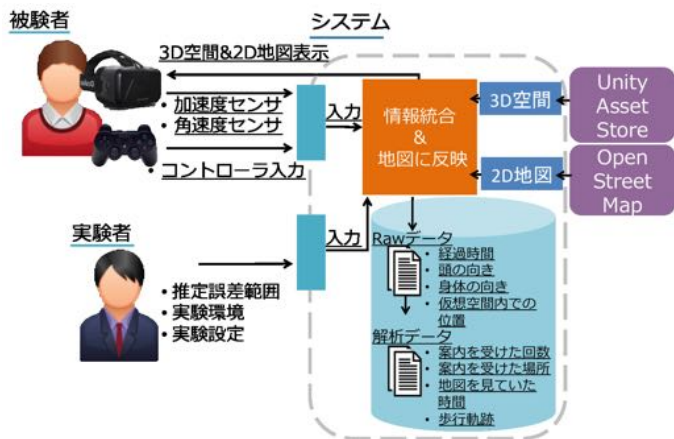 被験者
システム
3D空間&2D地図表示
• 加速度センサ
• 角速度センサ
• コントローラ入力
入力
情報統合
&
地図に反映
3D空間
2D地図
Unity
Asset
Store
Open
Street
Map
実験者
• 推定誤差範囲
• 実験環境
• 実験設定
入力
Rawデータ
• 経過時間
• 頭の向き
• 身体の向き
• 仮想空間内での
位置
解析データ
• 案内を受けた回数
• 案内を受けた場所
• 地図を見ていた
時間
• 歩行軌跡